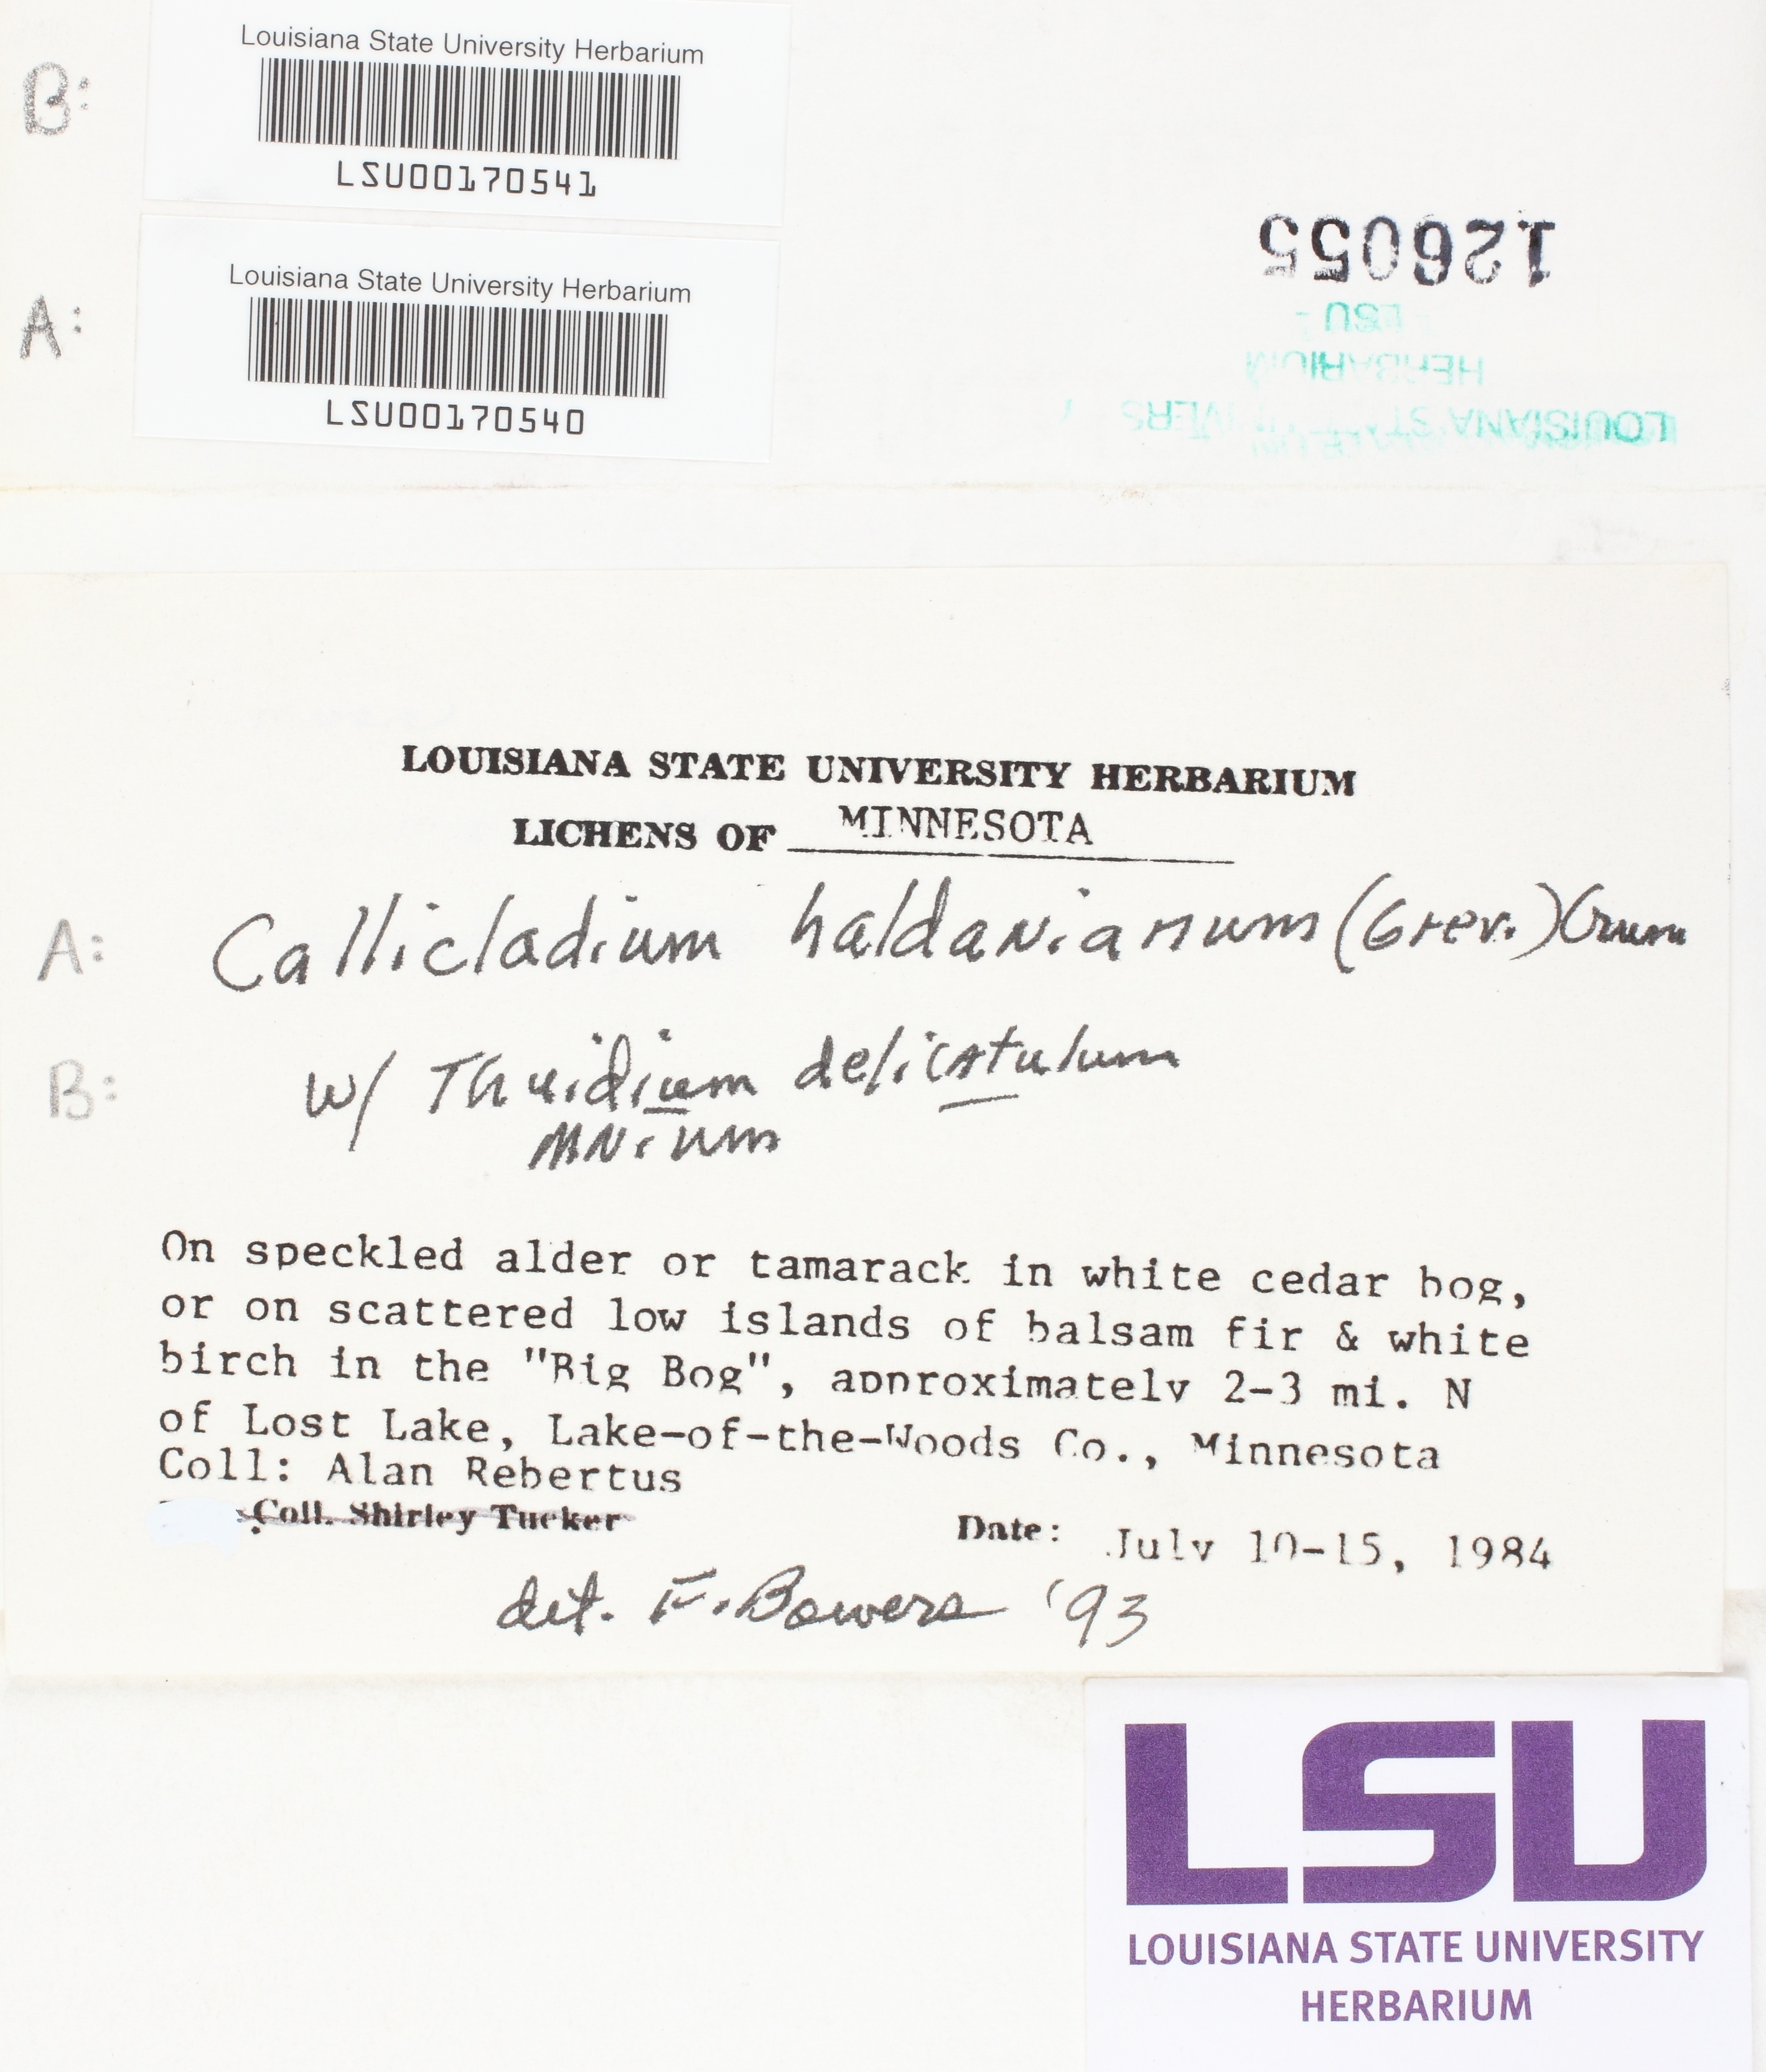 B:
Louisiana State University Herbarium
LSU00170541
A:
Louisiana State University Herbarium
LSU00170540
126055
LSU
HERBARIUM
LOUISIANA STATE UNIVERS
LOUISIANA STATE UNIVERSITY HERBARIUM
LICHENS OF MINNESOTA
A: Callicladium haldanianum (Grev.) Crum
B: w/ Thuidium delicatulum
Mnium
On speckled alder or tamarack in white cedar bog,
or on scattered low islands of balsam fir & white
birch in the "Big Bog", approximately 2-3 mi. N
of Lost Lake, Lake-of-the-Woods Co., Minnesota
Coll: Alan Rebertus
Coll. Shirley Tucker
Date: July 10-15, 1984
det. F. Bowers '93
LSU
LOUISIANA STATE UNIVERSITY
HERBARIUM